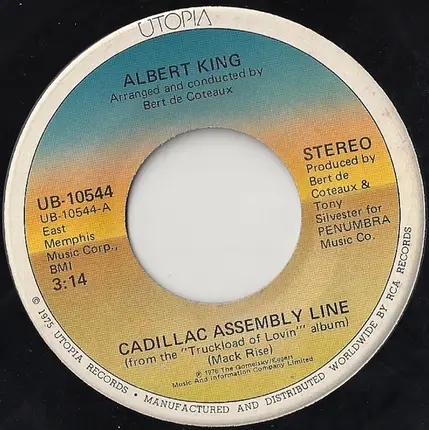 UTOPIA
ALBERT KING
Arranged and conducted by
Bert de Coteaux
UB-10544
UB-10544-A
East
Memphis
Music Corp.,
BMI
3:14
STEREO
Produced by
Bert de
Coteaux &
Tony
Silvester for
PENUMBRA
Music Co.
CADILLAC ASSEMBLY LINE
(from the "Truckload of Lovin'" album)
(Mack Rise)
℗ 1976 The Gomelsky/Eggert
Music And Information Company Limited
© 1975 UTOPIA RECORDS • MANUFACTURED AND DISTRIBUTED WORLDWIDE BY RCA RECORDS